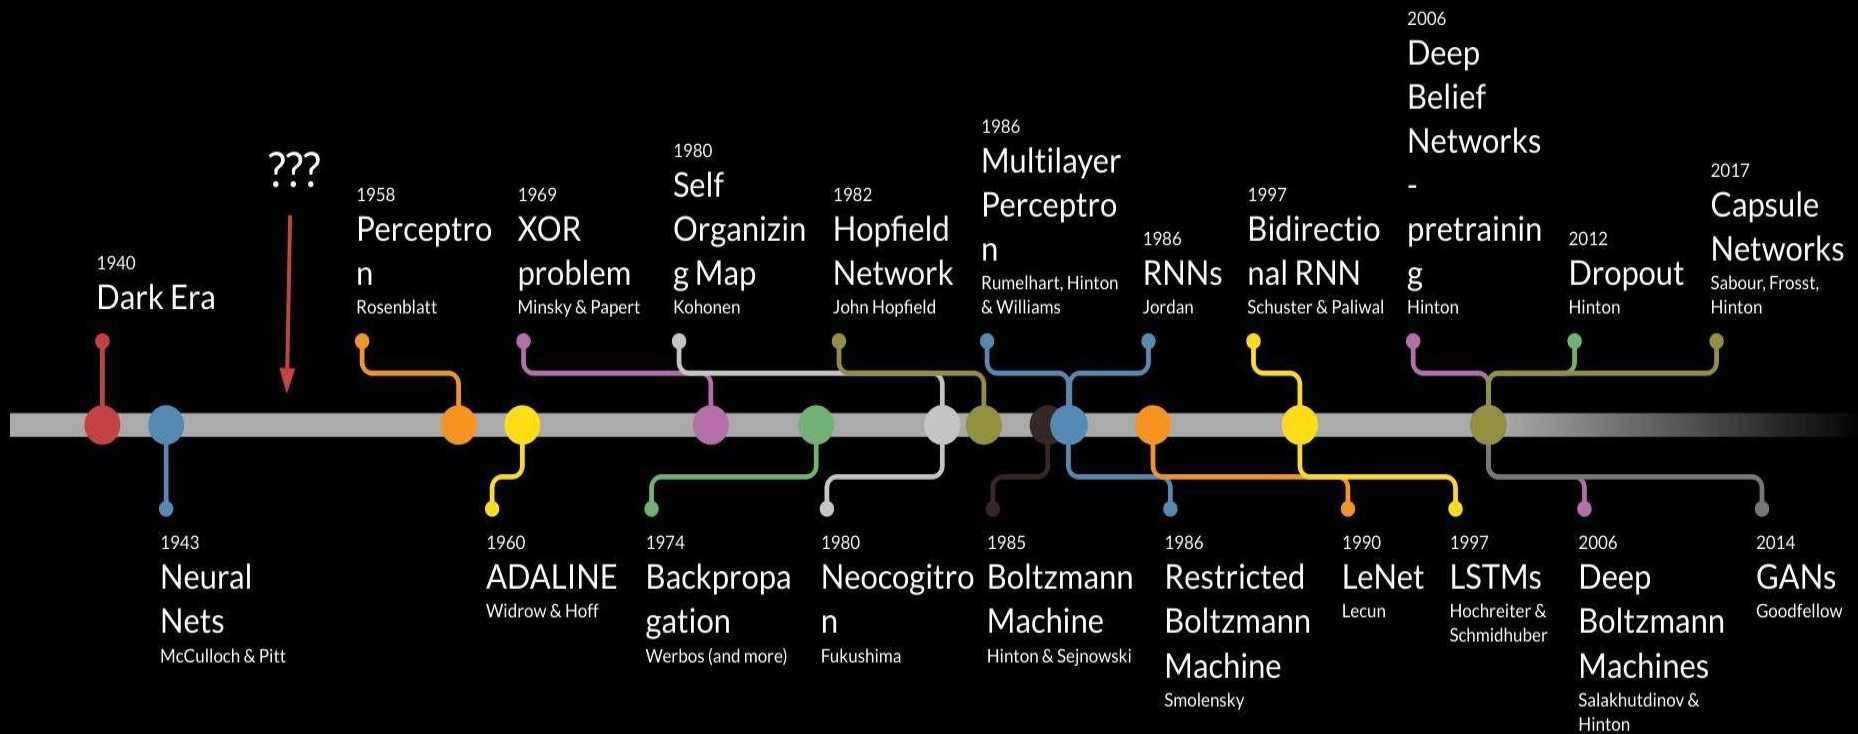 1940
Dark Era
???
1958
Perceptro
n
Rosenblatt
1969
XOR
problem
Minsky & Papert
1980
Self
Organizin
g Map
Kohonen
1982
Hopfield
Network
John Hopfield
1986
Multilayer
Perceptro
n
Rumelhart, Hinton
& Williams
1986
RNNs
Jordan
1997
Bidirectio
nal RNN
Schuster & Paliwal
2006
Deep
Belief
Networks
-
pretrainin
g
Hinton
2012
Dropout
Hinton
2017
Capsule
Networks
Sabour, Frosst,
Hinton
1943
Neural
Nets
McCulloch & Pitt
1960
ADALINE
Widrow & Hoff
1974
Backpropa
gation
Werbos (and more)
1980
Neocogitro
n
Fukushima
1985
Boltzmann
Machine
Hinton & Sejnowski
1986
Restricted
Boltzmann
Machine
Smolensky
1990
LeNet
Lecun
1997
LSTMs
Hochreiter &
Schmidhuber
2006
Deep
Boltzmann
Machines
Salakhutdinov &
Hinton
2014
GANs
Goodfellow